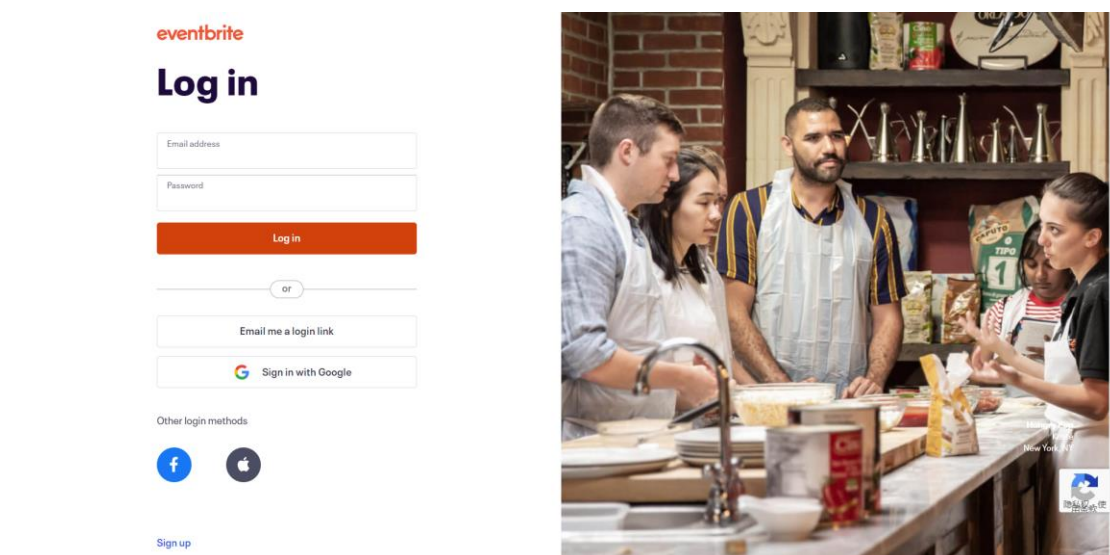 eventbrite
Log in
Email address
Password
Log in
or
Email me a login link
Sign in with Google
Other login methods
Sign up
TIPO
1
New York, NY